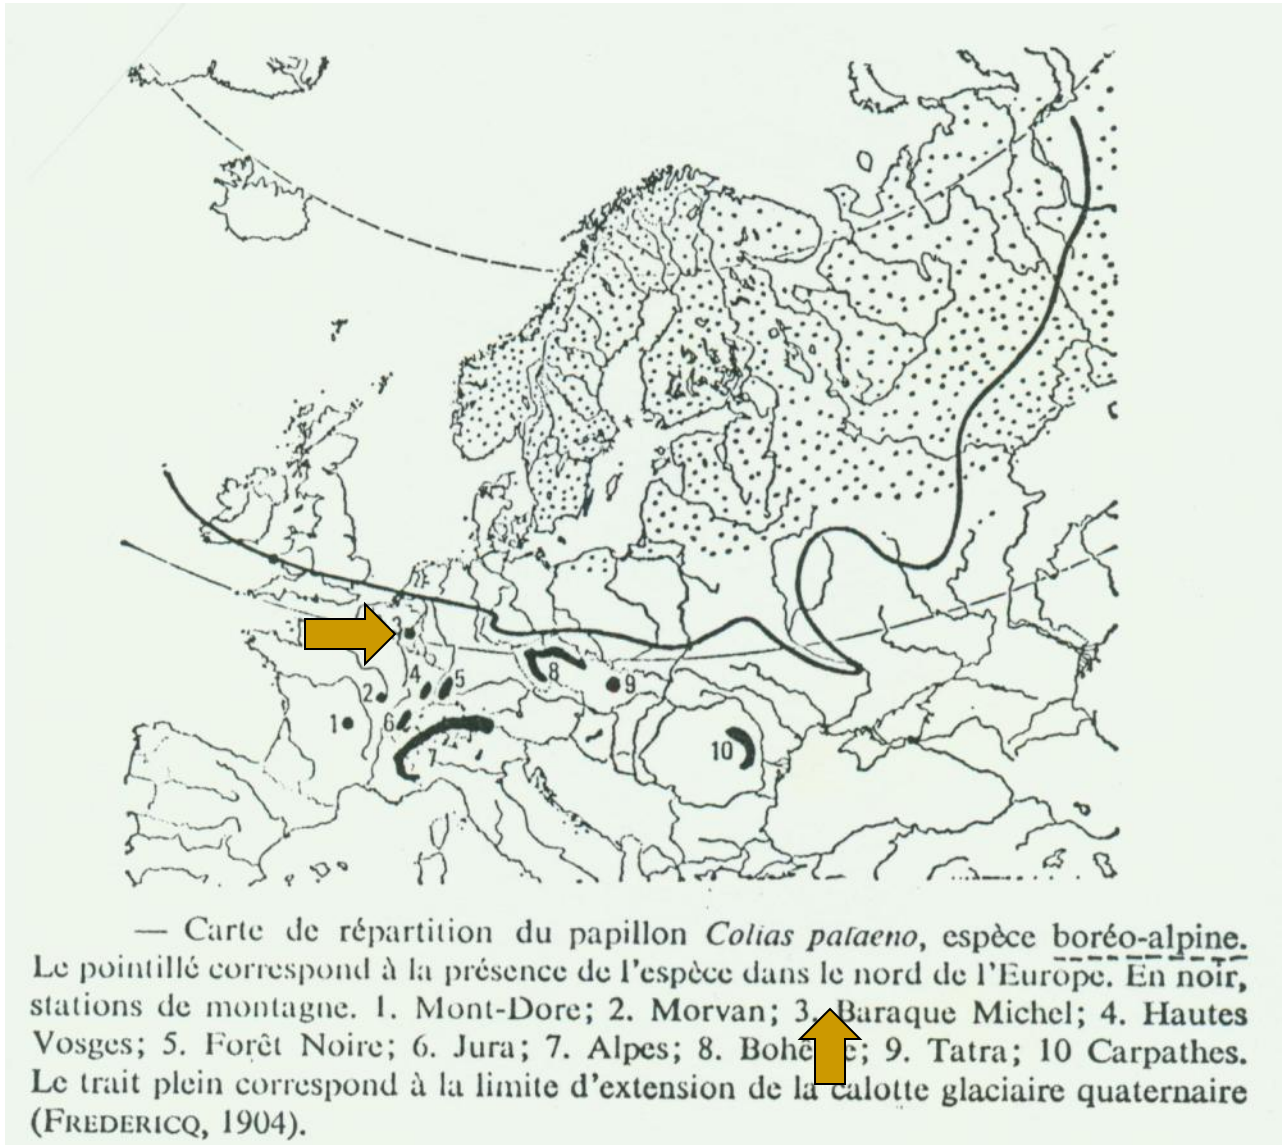 3
4
5
8
9
2
1
6
10
7
— Carte de répartition du papillon Colias palaeno, espèce boréo-alpine.
Le pointillé correspond à la présence de l'espèce dans le nord de l'Europe. En noir,
stations de montagne. 1. Mont-Dore; 2. Morvan; 3. Baraque Michel; 4. Hautes
Vosges; 5. Forêt Noire; 6. Jura; 7. Alpes; 8. Bohême; 9. Tatra; 10 Carpathes.
Le trait plein correspond à la limite d'extension de la calotte glaciaire quaternaire
(FREDERICQ, 1904).